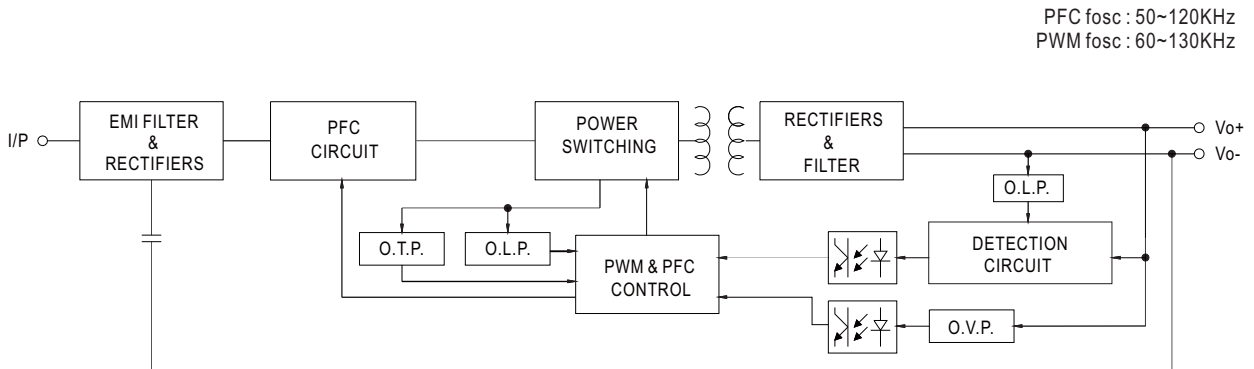 PFC fosc : 50~120KHz
PWM fosc : 60~130KHz
I/P
EMI FILTER
&
RECTIFIERS
PFC
CIRCUIT
POWER
SWITCHING
RECTIFIERS
&
FILTER
Vo+
Vo-
O.L.P.
O.T.P.
O.L.P.
PWM & PFC
CONTROL
DETECTION
CIRCUIT
O.V.P.